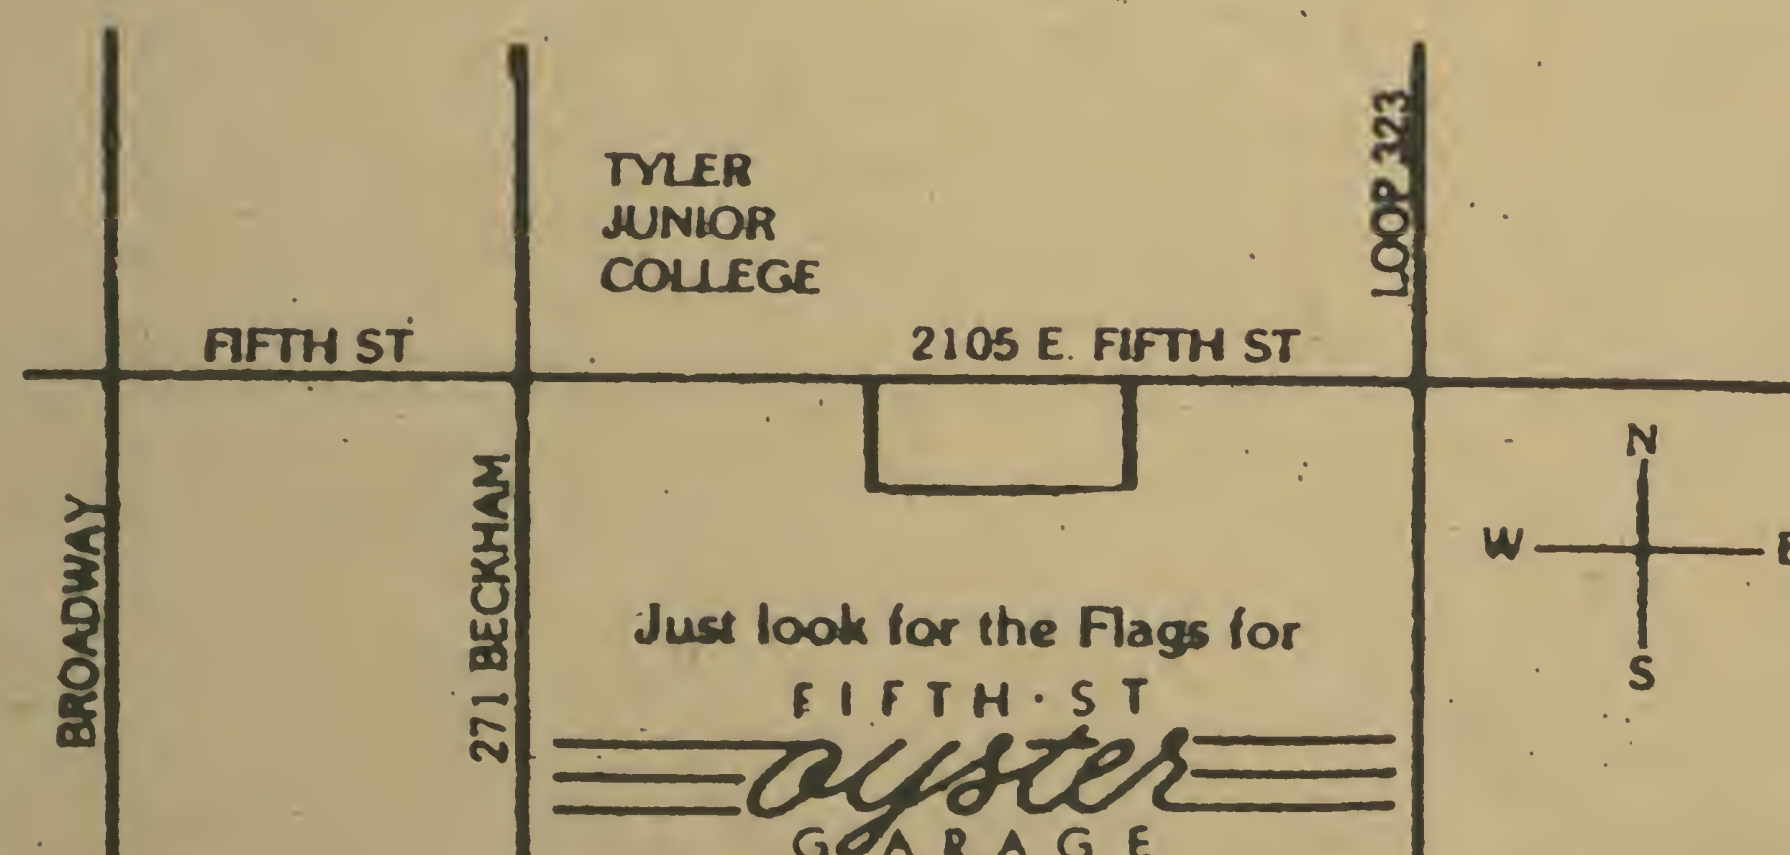 TYLER
JUNIOR
COLLEGE
LOOP 323
FIFTH ST
2105 E. FIFTH ST
BROADWAY
271 BECKHAM
N
W
E
S
Just look for the Flags for
FIFTH · ST
oyster
GARAGE